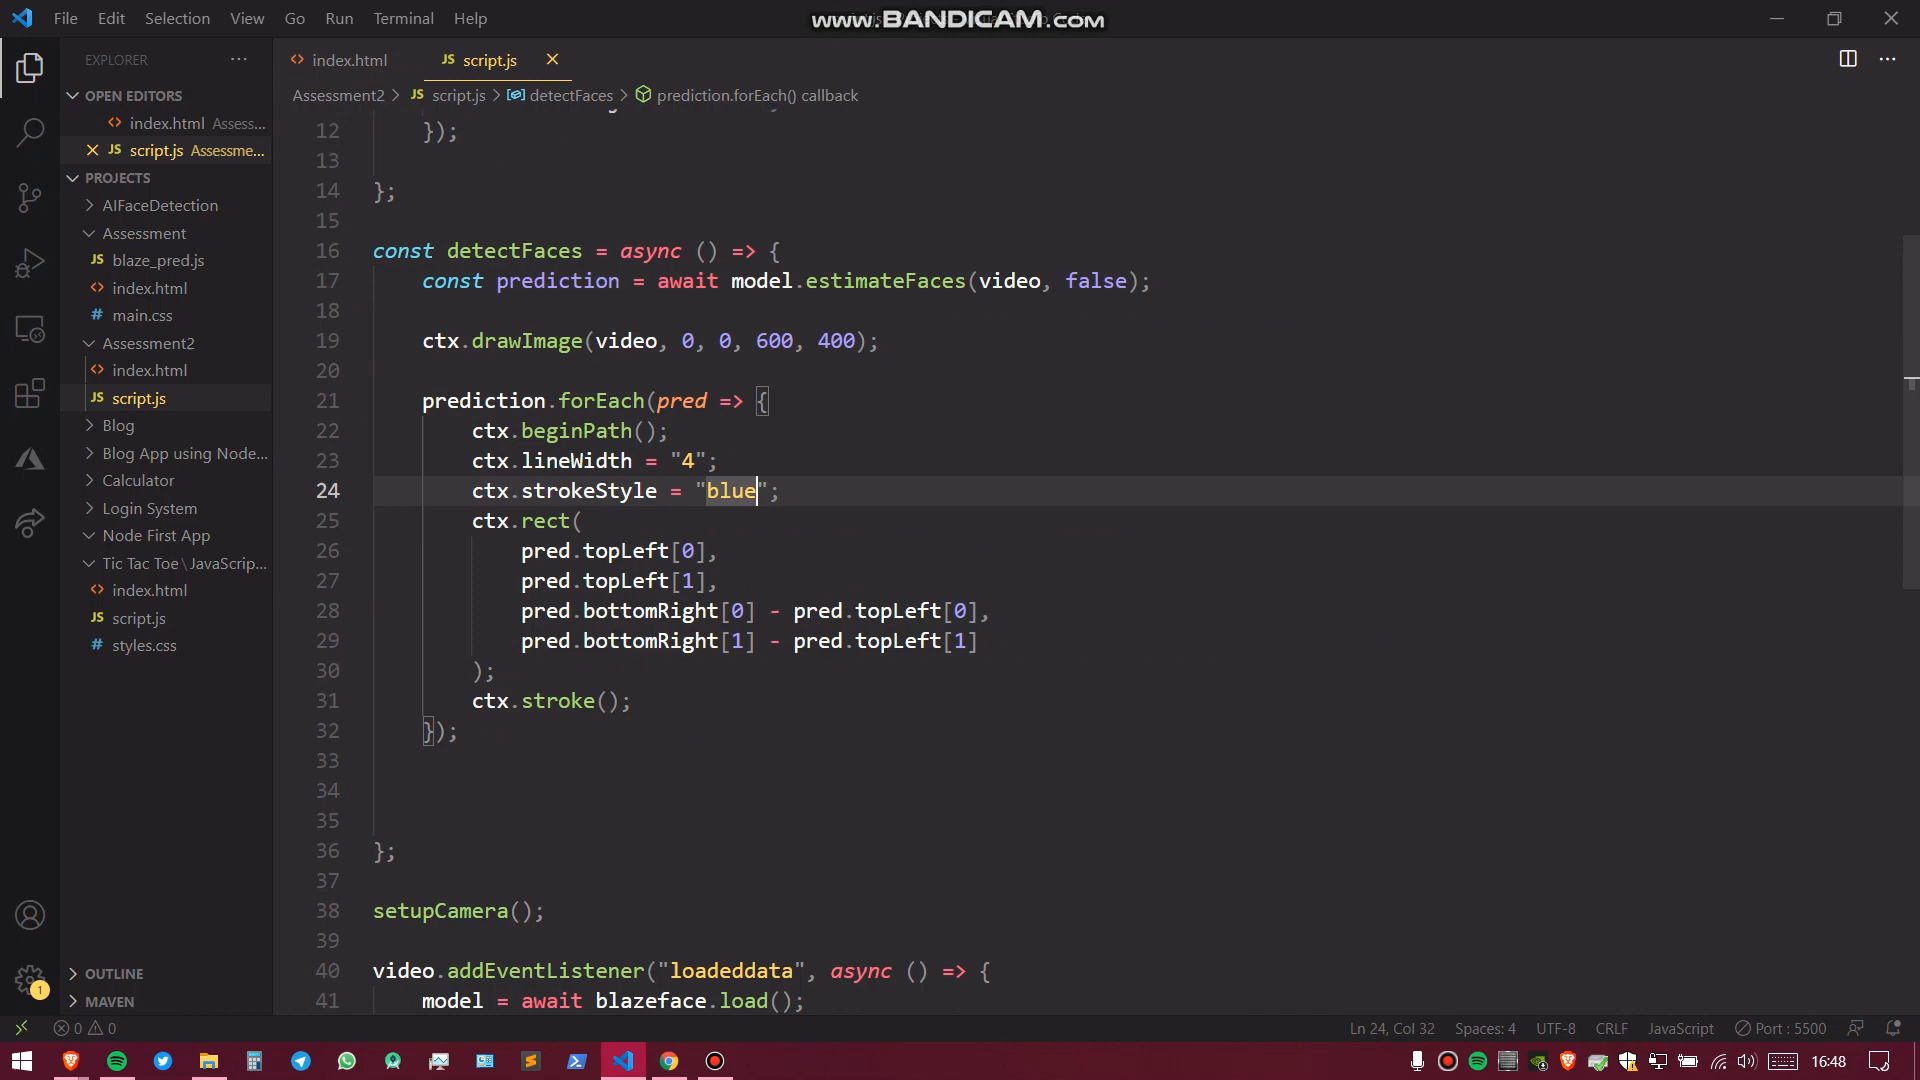 File Edit Selection View Go Run Terminal Help
www.BANDICAM.com
EXPLORER
OPEN EDITORS
index.html Assess...
script.js Assessme...
PROJECTS
AIFaceDetection
Assessment
blaze_pred.js
index.html
main.css
Assessment2
index.html
script.js
Blog
Blog App using Node...
Calculator
Login System
Node First App
Tic Tac Toe\JavaScrip...
index.html
script.js
styles.css
OUTLINE
MAVEN
index.html
script.js
Assessment2 > script.js > detectFaces > prediction.forEach() callback
12 });
13
14 };
15
16 const detectFaces = async () => {
17 const prediction = await model.estimateFaces(video, false);
18
19 ctx.drawImage(video, 0, 0, 600, 400);
20
21 prediction.forEach(pred => {
22 ctx.beginPath();
23 ctx.lineWidth = "4";
24 ctx.strokeStyle = "blue";
25 ctx.rect(
26 pred.topLeft[0],
27 pred.topLeft[1],
28 pred.bottomRight[0] - pred.topLeft[0],
29 pred.bottomRight[1] - pred.topLeft[1]
30 );
31 ctx.stroke();
32 });
33
34
35
36 };
37
38 setupCamera();
39
40 video.addEventListener("loadeddata", async () => {
41 model = await blazeface.load();
1
0 0
Ln 24, Col 32 Spaces: 4 UTF-8 CRLF JavaScript Port : 5500
16:48